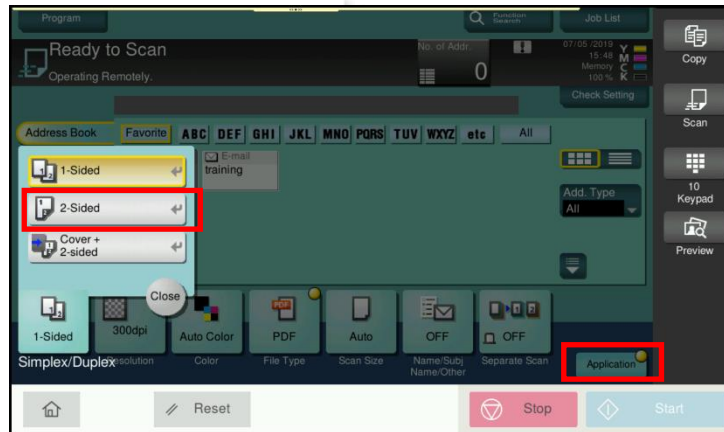 Program
Function Search
Job List
Ready to Scan
No. of Addr.
0
07/05/2019
15:48
Memory
100 %
Y
M
C
K
Operating Remotely.
Check Setting
Address Book
Favorite ABC DEF GHI JKL MNO PQRS TUV WXYZ etc All
E-mail
training
1-Sided
2-Sided
Cover +
2-sided
Add. Type
All
Close
1-Sided 300dpi Auto Color PDF Auto OFF OFF
Simplex/Duplex Resolution Color File Type Scan Size Name/Subj Separate Scan
Name/Other
Application
Reset
Stop
Start
Copy
Scan
10
Keypad
Preview